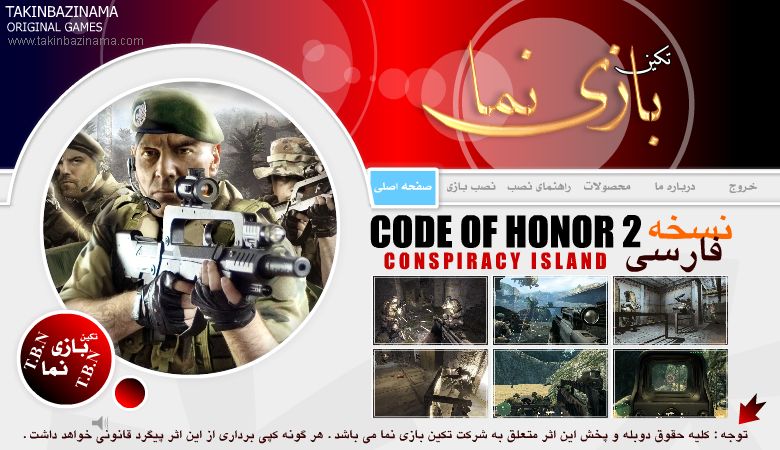 TAKINBAZINAMA
ORIGINAL GAMES
www.takinbazinama.com
تکین
بازی نما
صفحه اصلی نصب بازی راهنمای نصب محصولات درباره ما خروج
CODE OF HONOR 2 نسخه
CONSPIRACY ISLAND فارسی
تکین
بازی
نما
T.B.N
T.B.N
توجه : کلیه حقوق دوبله و پخش این اثر متعلق به شرکت تکین بازی نما می باشد . هر گونه کپی برداری از این اثر پیگرد قانونی خواهد داشت .